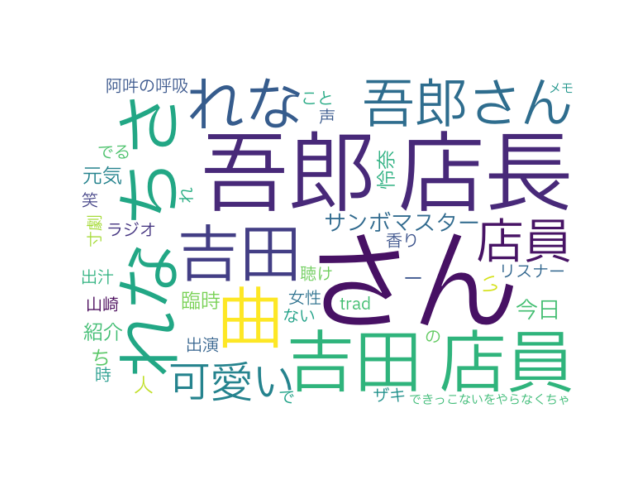 阿吽の呼吸
れな
こと
声
吾郎さん
メモ
でる
れなちさ
元気
笑
れ
吾郎 店長
怜奈
寸劇
ラジオ
サンボマスター
香り
店員
吉田
さん
出汁
聴け
ー
い
リスナー
山崎
臨時
曲
女性
ない
trad
今日
紹介
出演
吉田 店員
の
ち
時
人
可愛い
で
ザキ
できっこないをやらなくちゃ